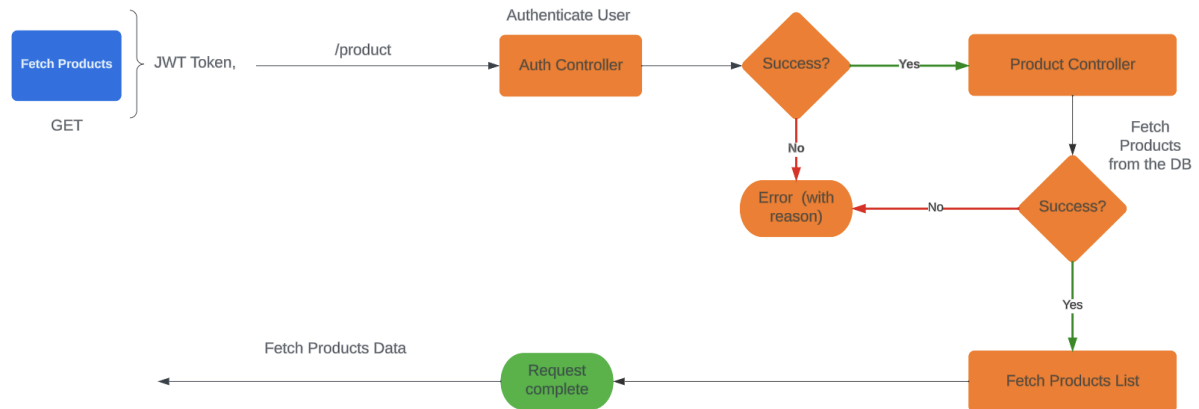 Authenticate User
Fetch Products
JWT Token,
/product
Auth Controller
Success?
Yes
Product Controller
GET
No
Fetch
Products
from the DB
Error (with
reason)
No
Success?
Yes
Fetch Products Data
Request
complete
Fetch Products List